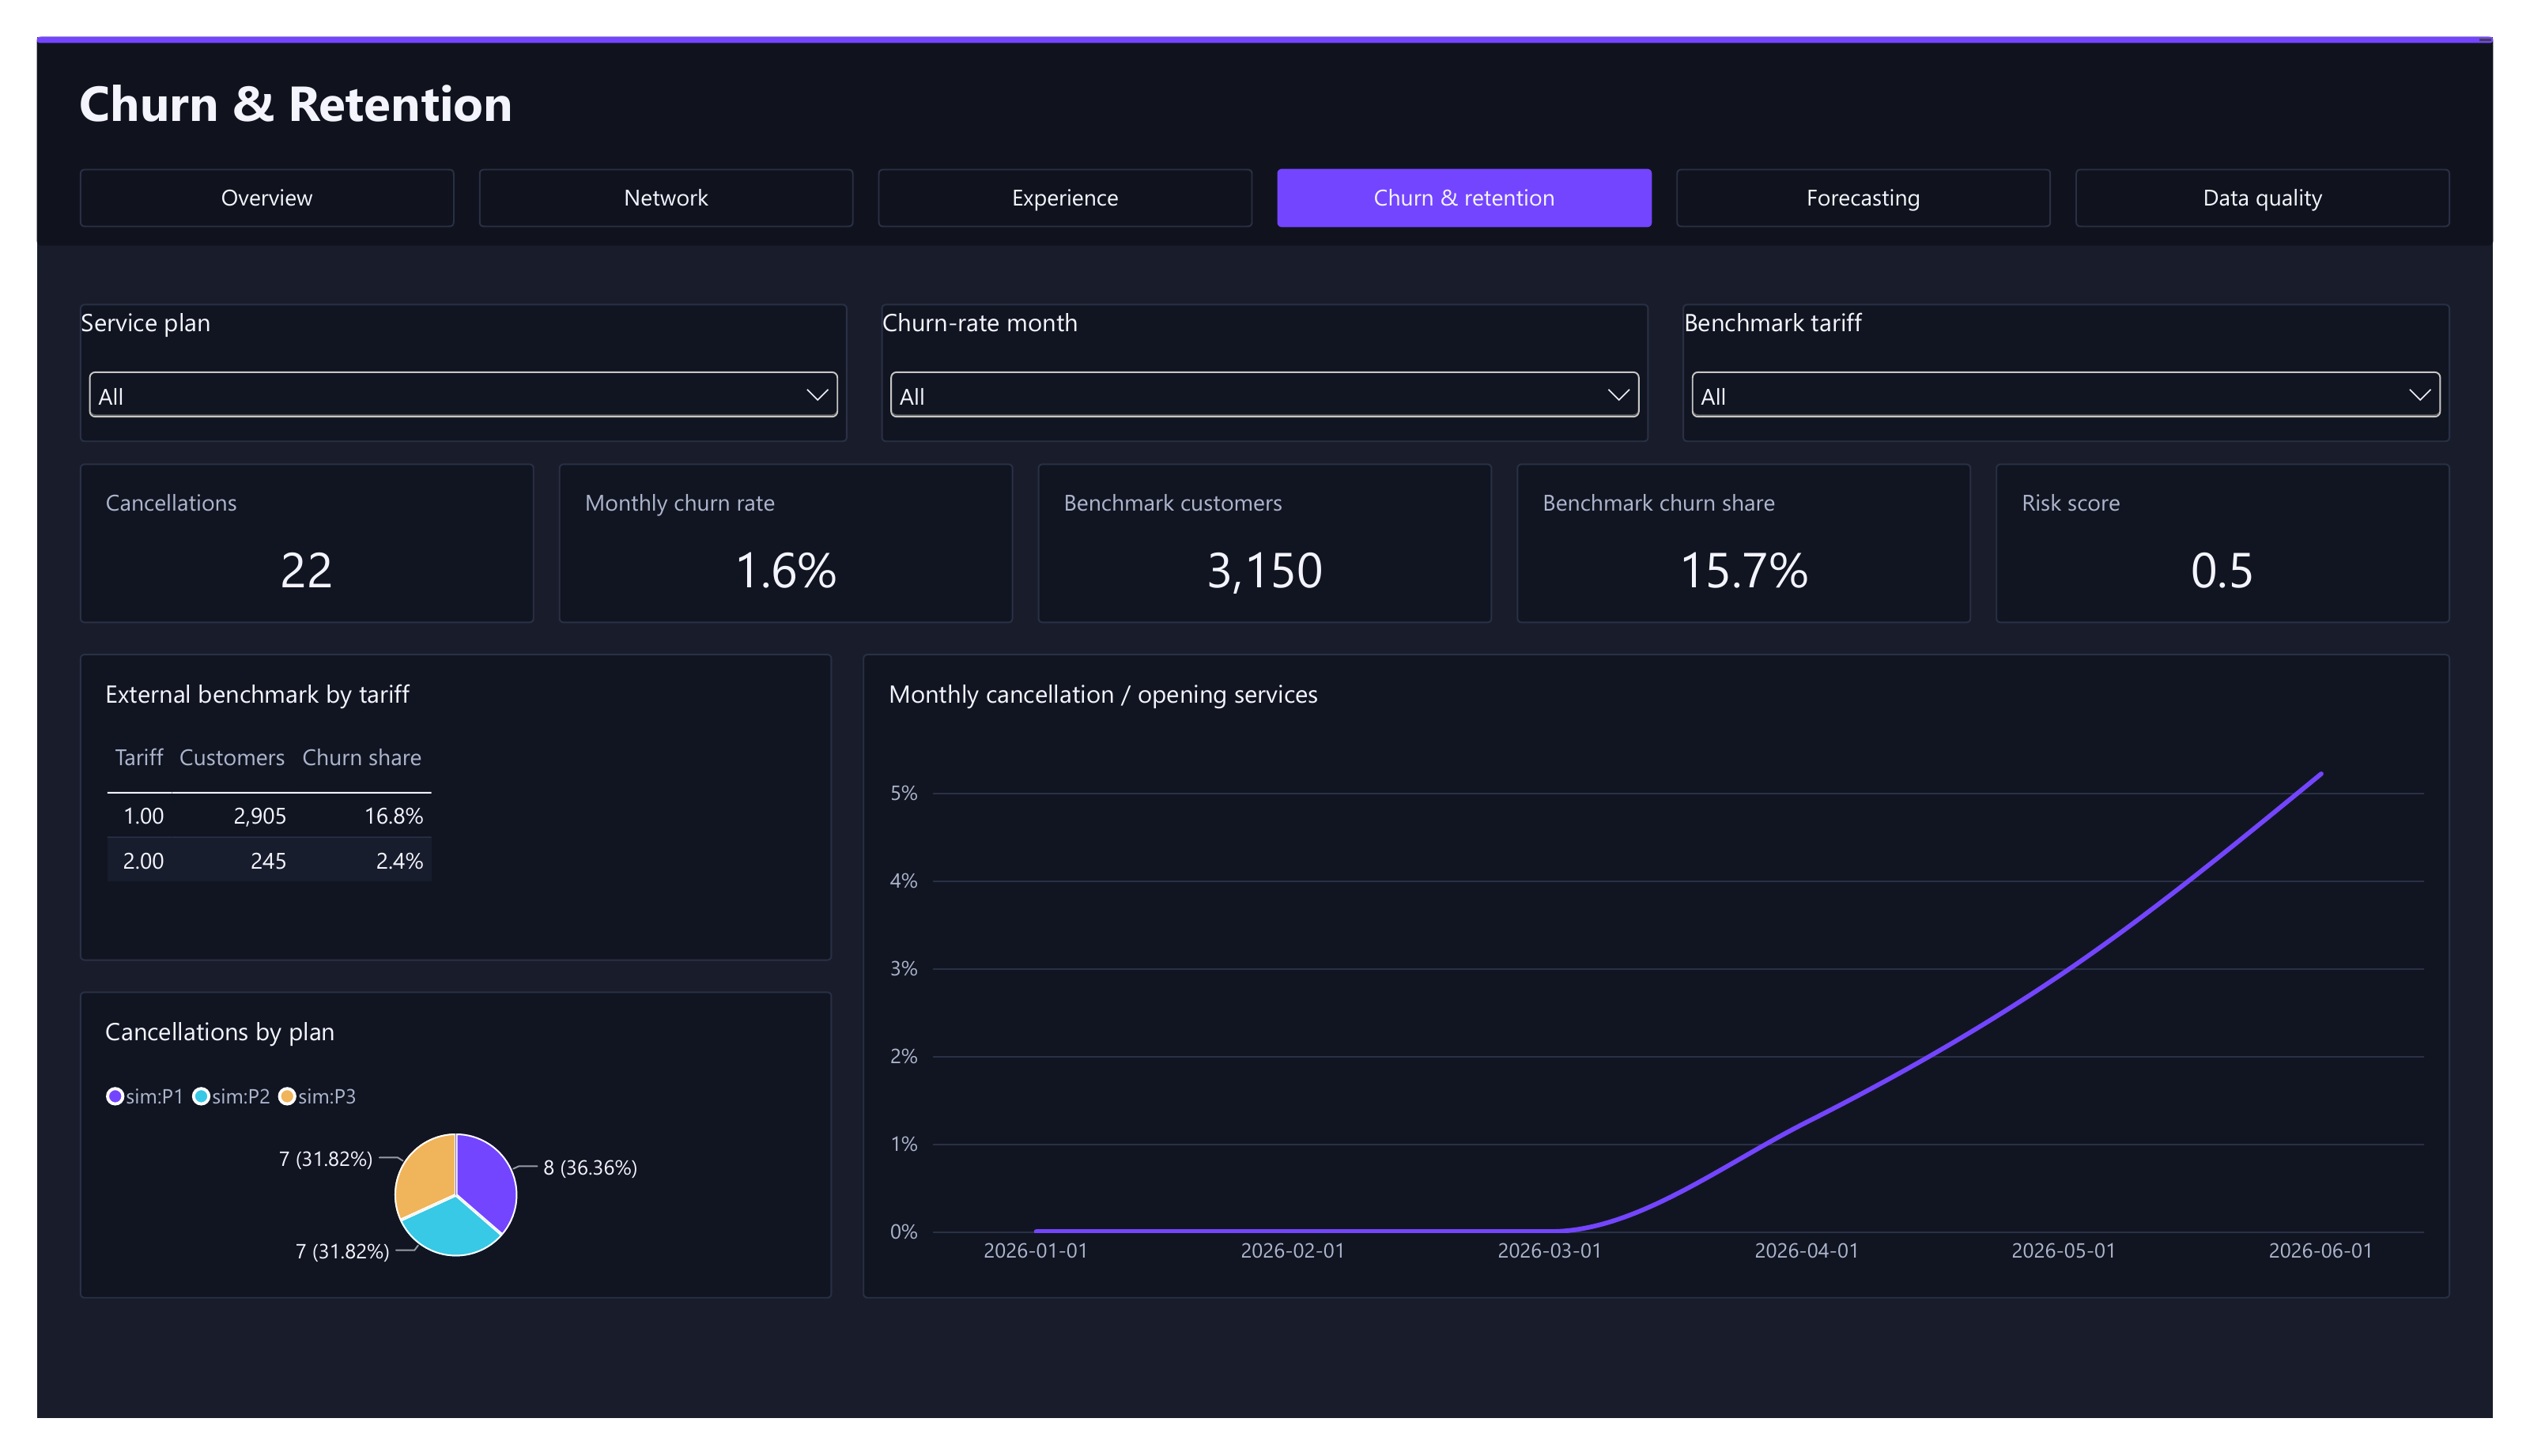 Churn & Retention
Overview
Network
Experience
Churn & retention
Forecasting
Data quality
Service plan
Churn-rate month
Benchmark tariff
All
All
All
Cancellations
Monthly churn rate
Benchmark customers
Benchmark churn share
Risk score
22
1.6%
3,150
15.7%
0.5
External benchmark by tariff
Tariff Customers Churn share
1.00 2,905 16.8%
2.00 245 2.4%
Cancellations by plan
sim:P1 sim:P2 sim:P3
7 (31.82%)
8 (36.36%)
7 (31.82%)
Monthly cancellation / opening services
5%
4%
3%
2%
1%
0%
2026-01-01 2026-02-01 2026-03-01 2026-04-01 2026-05-01 2026-06-01